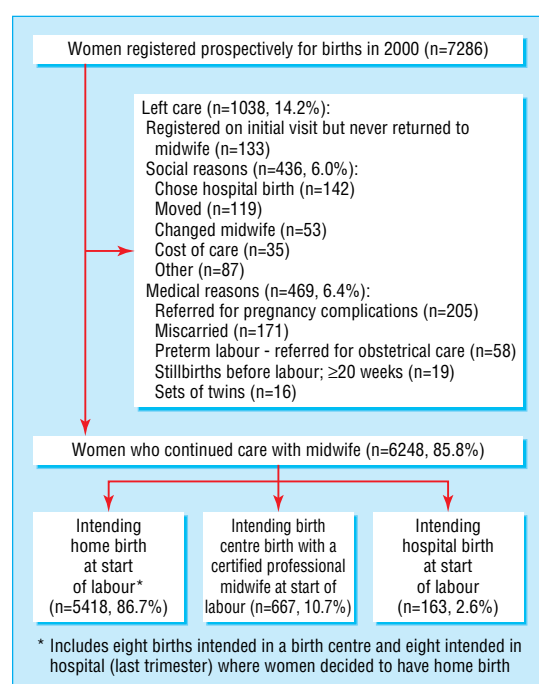 Women registered prospectively for births in 2000 (n=7286)
Left care (n=1038, 14.2%):
Registered on initial visit but never returned to
midwife (n=133)
Social reasons (n=436, 6.0%):
Chose hospital birth (n=142)
Moved (n=119)
Changed midwife (n=53)
Cost of care (n=35)
Other (n=87)
Medical reasons (n=469, 6.4%):
Referred for pregnancy complications (n=205)
Miscarried (n=171)
Preterm labour - referred for obstetrical care (n=58)
Stillbirths before labour; ≥20 weeks (n=19)
Sets of twins (n=16)
Women who continued care with midwife (n=6248, 85.8%)
Intending
home birth
at start
of labour*
(n=5418, 86.7%)
Intending birth
centre birth with a
certified professional
midwife at start of
labour (n=667, 10.7%)
Intending
hospital birth
at start
of labour
(n=163, 2.6%)
* Includes eight births intended in a birth centre and eight intended in
hospital (last trimester) where women decided to have home birth